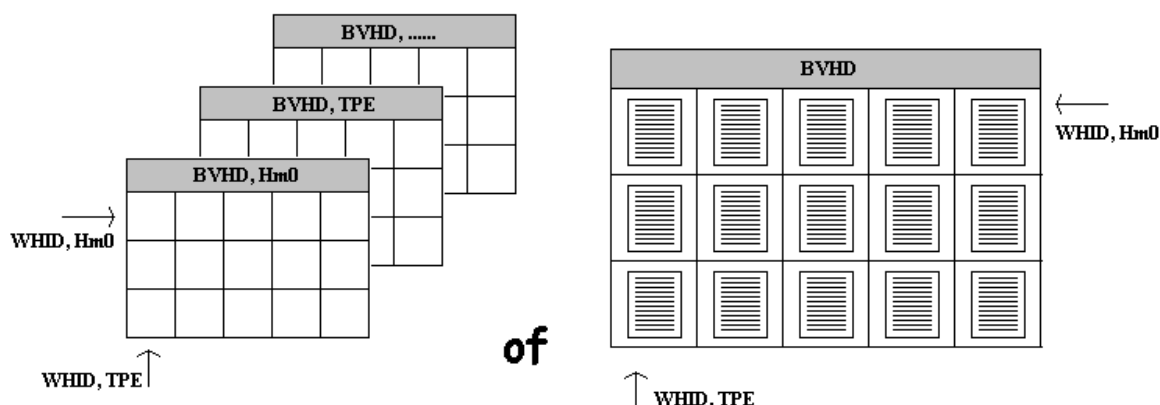 BVHD, ......
BVHD, TPE
BVHD, Hm0
WHID, Hm0
WHID, TPE
of
BVHD
WHID, Hm0
WHID, TPE